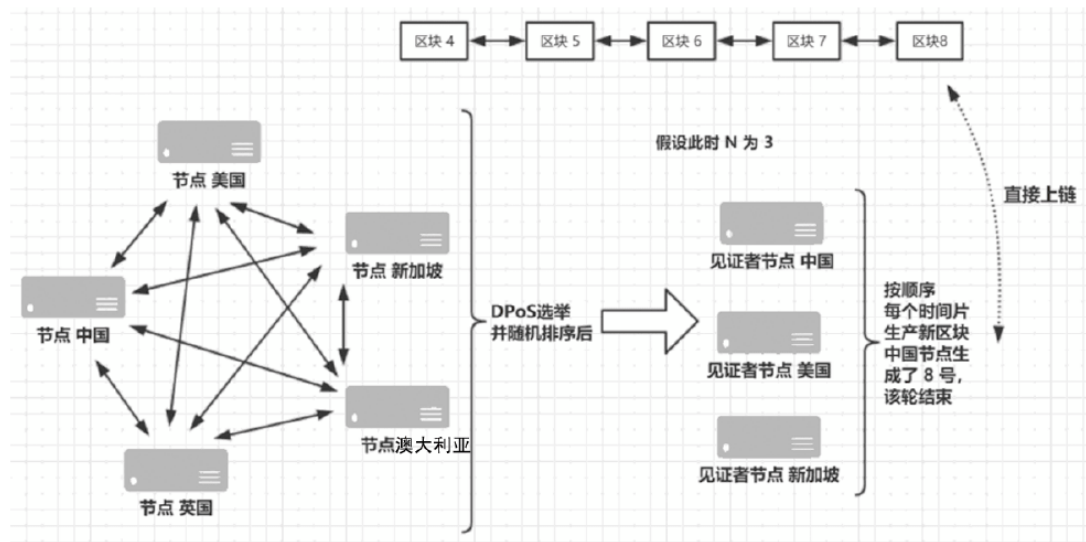 区块 4
区块 5
区块 6
区块 7
区块8
假设此时 N 为 3
节点 美国
节点 新加坡
节点 中国
节点澳大利亚
节点 英国
DPoS选举
并随机排序后
见证者节点 中国
见证者节点 美国
见证者节点 新加坡
按顺序
每个时间片
生产新区块
中国节点生
成了 8 号，
该轮结束
直接上链